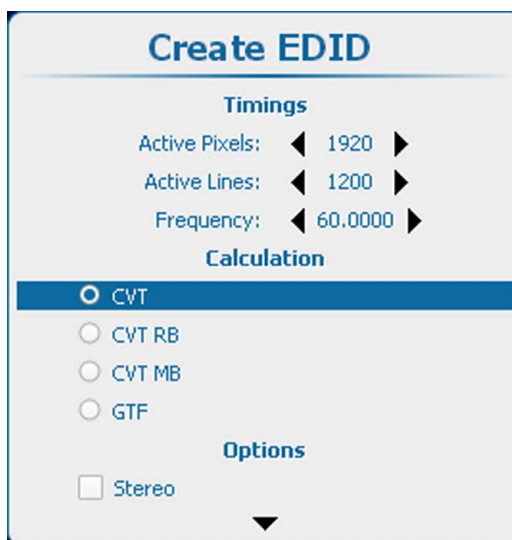 Create EDID
Timings
Active Pixels: 1920
Active Lines: 1200
Frequency: 60.0000
Calculation
CVT
CVT RB
CVT MB
GTF
Options
Stereo